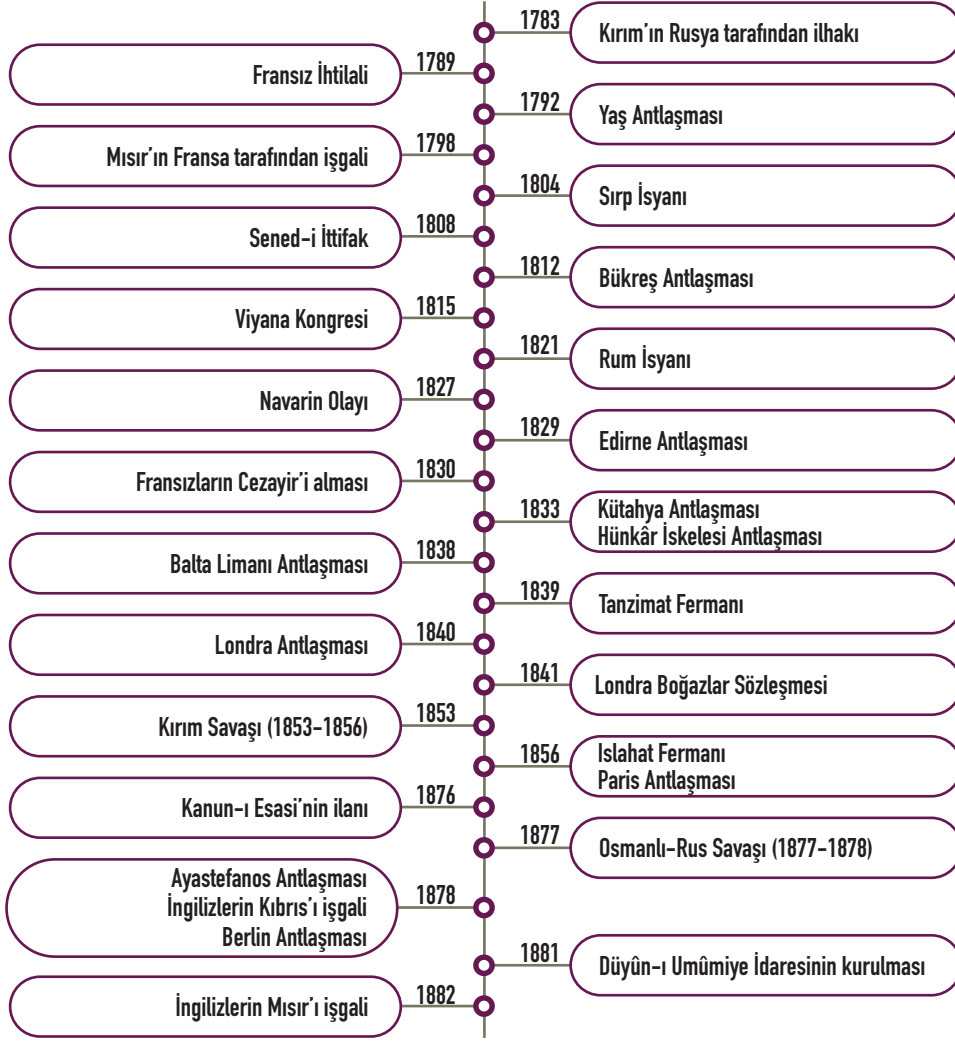 1783
Kırım’ın Rusya tarafından ilhakı
1789
Fransız İhtilali
1792
Yaş Antlaşması
1798
Mısır’ın Fransa tarafından işgali
1804
Sırp İsyanı
1808
Sened-i İttifak
1812
Bükreş Antlaşması
1815
Viyana Kongresi
1821
Rum İsyanı
1827
Navarin Olayı
1829
Edirne Antlaşması
1830
Fransızların Cezayir’i alması
1833
Kütahya Antlaşması
Hünkâr İskelesi Antlaşması
1838
Balta Limanı Antlaşması
1839
Tanzimat Fermanı
1840
Londra Antlaşması
1841
Londra Boğazlar Sözleşmesi
1853
Kırım Savaşı (1853-1856)
1856
Islahat Fermanı
Paris Antlaşması
1876
Kanun-ı Esasi’nin ilanı
1877
Osmanlı-Rus Savaşı (1877-1878)
1878
Ayastefanos Antlaşması
İngilizlerin Kıbrıs’ı işgali
Berlin Antlaşması
1881
Düyûn-ı Umûmiye İdaresinin kurulması
1882
İngilizlerin Mısır’ı işgali